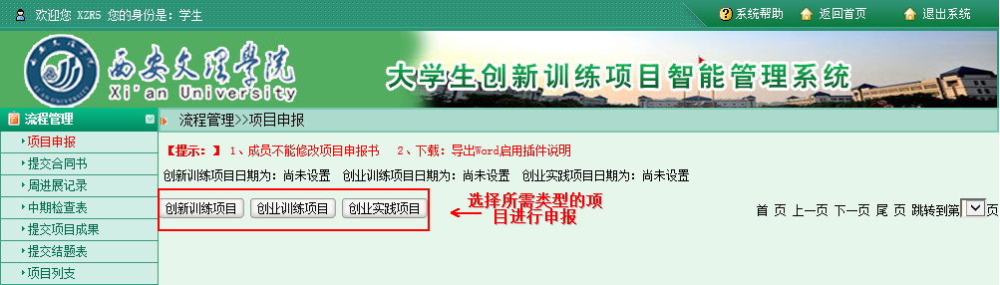 欢迎您 XZR5 您的身份是：学生
系统帮助 返回首页 退出系统
西安文理学院
Xi'an University
大学生创新训练项目智能管理系统
流程管理
流程管理>>项目申报
项目申报
提交合同书
周进展记录
中期检查表
提交项目成果
提交结题表
项目列支
【提示：】 1、成员不能修改项目申报书 2、下载：导出Word启用插件说明
创新训练项目日期为：尚未设置 创业训练项目日期为：尚未设置 创业实践项目日期为：尚未设置
创新训练项目 创业训练项目 创业实践项目
选择所需类型的项
目进行申报
首 页 上一页 下一页 尾 页 跳转到第 页